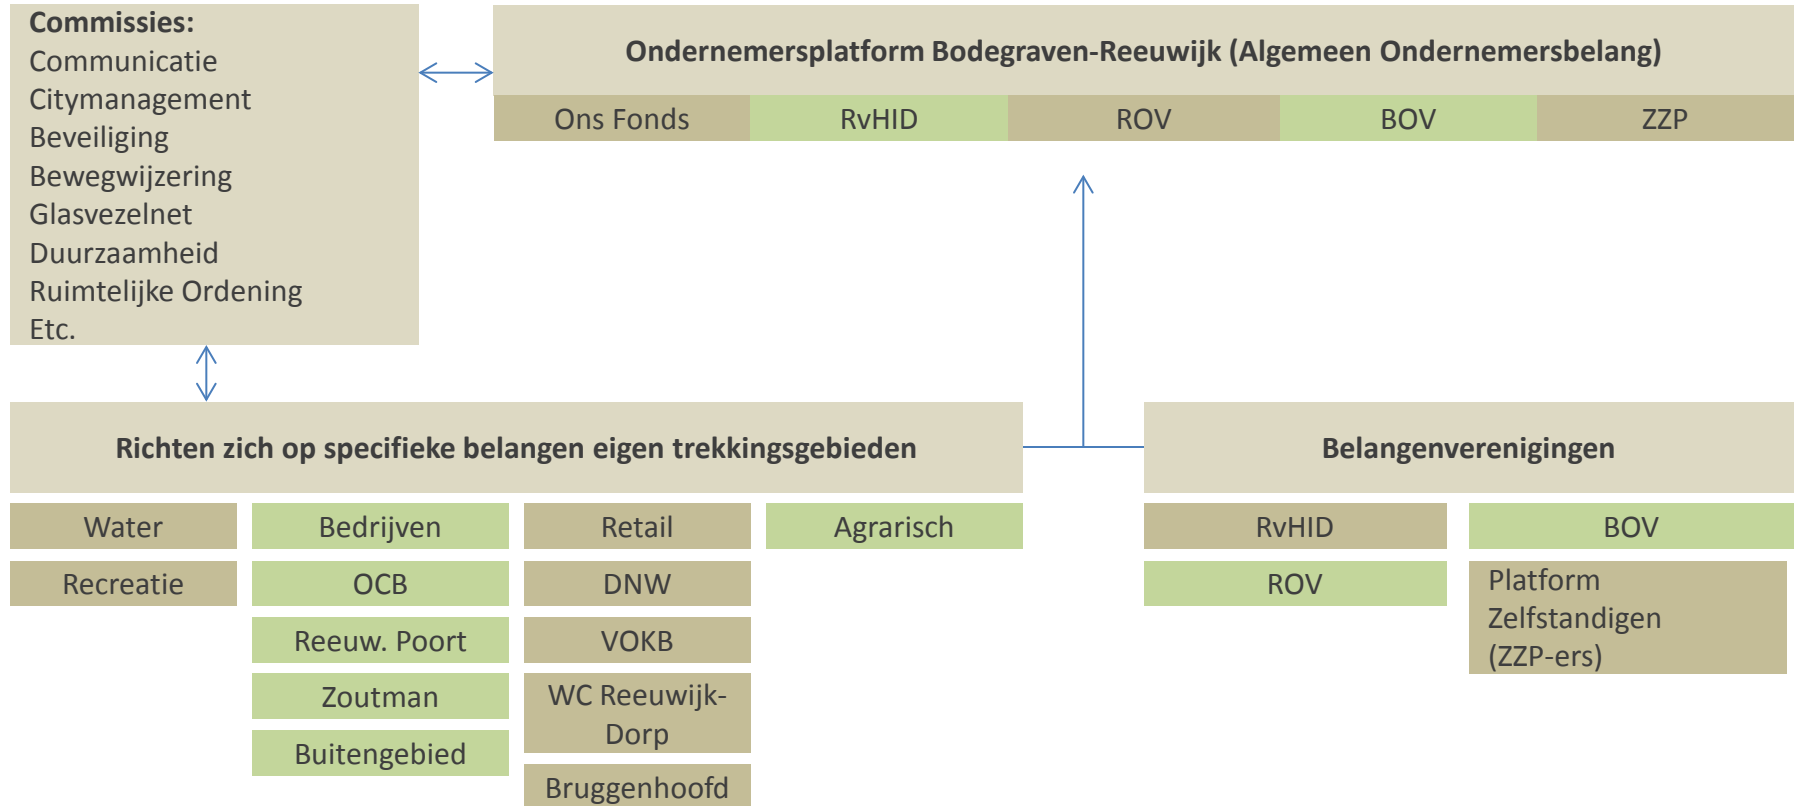 Commissies:
Communicatie
Citymanagement
Beveiliging
Bewegwijzering
Glasvezelnet
Duurzaamheid
Ruimtelijke Ordening
Etc.
Ondernemersplatform Bodegraven-Reeuwijk (Algemeen Ondernemersbelang)
Ons Fonds
RvHID
ROV
BOV
ZZP
Richten zich op specifieke belangen eigen trekkingsgebieden
Water
Recreatie
Bedrijven
OCB
Reeuw. Poort
Zoutman
Buitengebied
Retail
DNW
VOKB
WC Reeuwijk-
Dorp
Bruggenhoofd
Agrarisch
Belangenverenigingen
RvHID
ROV
BOV
Platform
Zelfstandigen
(ZZP-ers)